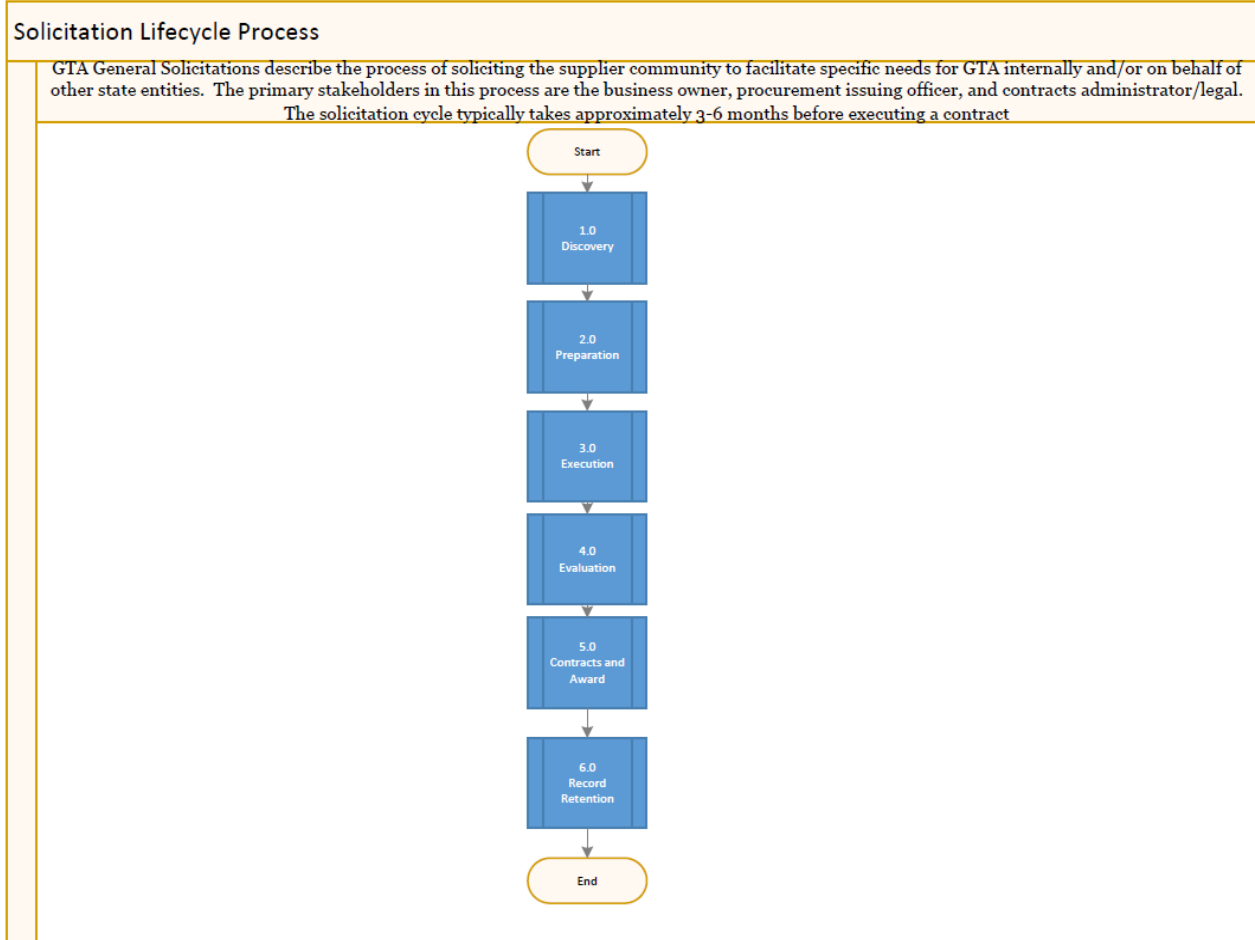 Solicitation Lifecycle Process
GTA General Solicitations describe the process of soliciting the supplier community to facilitate specific needs for GTA internally and/or on behalf of
other state entities. The primary stakeholders in this process are the business owner, procurement issuing officer, and contracts administrator/legal.
The solicitation cycle typically takes approximately 3-6 months before executing a contract
Start
1.0
Discovery
2.0
Preparation
3.0
Execution
4.0
Evaluation
5.0
Contracts and
Award
6.0
Record
Retention
End